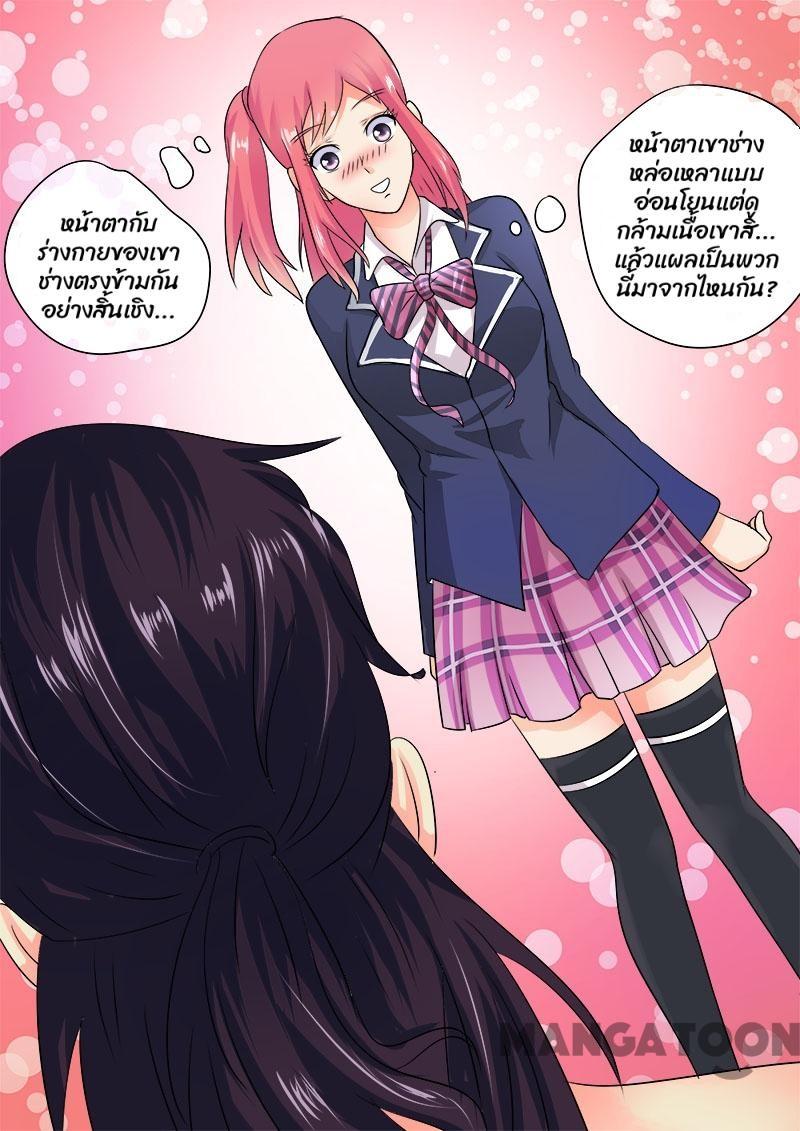 หน้าตาเขาช่าง
หล่อเหลาแบบ
อ่อนโยนแต่ดู
กล้ามเนื้อเขาสิ...
แล้วแผลเป็นพวก
นี้มาจากไหนกัน?
หน้าตากับ
ร่างกายของเขา
ช่างตรงข้ามกัน
อย่างสิ้นเชิง...
MANGATOON